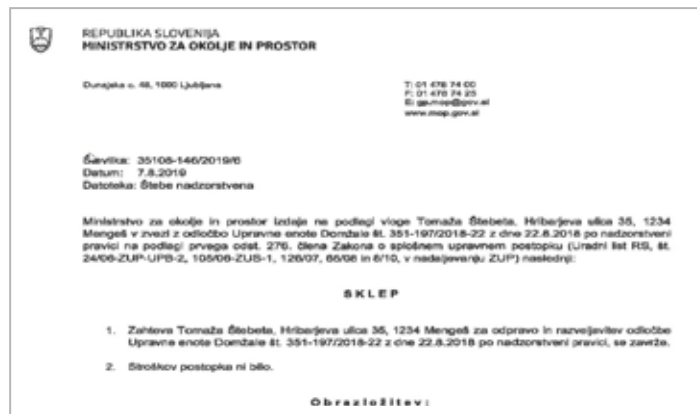 REPUBLIKA SLOVENIJA
MINISTRSTVO ZA OKOLJE IN PROSTOR
Dunajska c. 48, 1000 Ljubljana
T: 01 478 74 00
F: 01 478 74 25
E: gp.mop@gov.si
www.mop.gov.si
Številka: 35108-146/2019/6
Datum: 7.8.2019
Datoteka: Štebe nadzorstvena
Ministrstvo za okolje in prostor izdaja na podlagi vloge Tomaža Štebeta, Hribarjeva ulica 35, 1234
Mengeš v zvezi z odločbo Upravne enote Domžale št. 351-197/2018-22 z dne 22.8.2018 po nadzorstveni
pravici na podlagi prvega odst. 276. člena Zakona o splošnem upravnem postopku (Uradni list RS, št.
24/06-ZUP-UPB-2, 105/06-ZUS-1, 126/07, 65/08 in 8/10, v nadaljevanju ZUP) naslednji:
SKLEP
1. Zahteva Tomaža Štebeta, Hribarjeva ulica 35, 1234 Mengeš za odpravo in razveljavitev odločbe
Upravne enote Domžale št. 351-197/2018-22 z dne 22.8.2018 po nadzorstveni pravici, se zavrže.
2. Stroškov postopka ni bilo.
Obrazložitev: